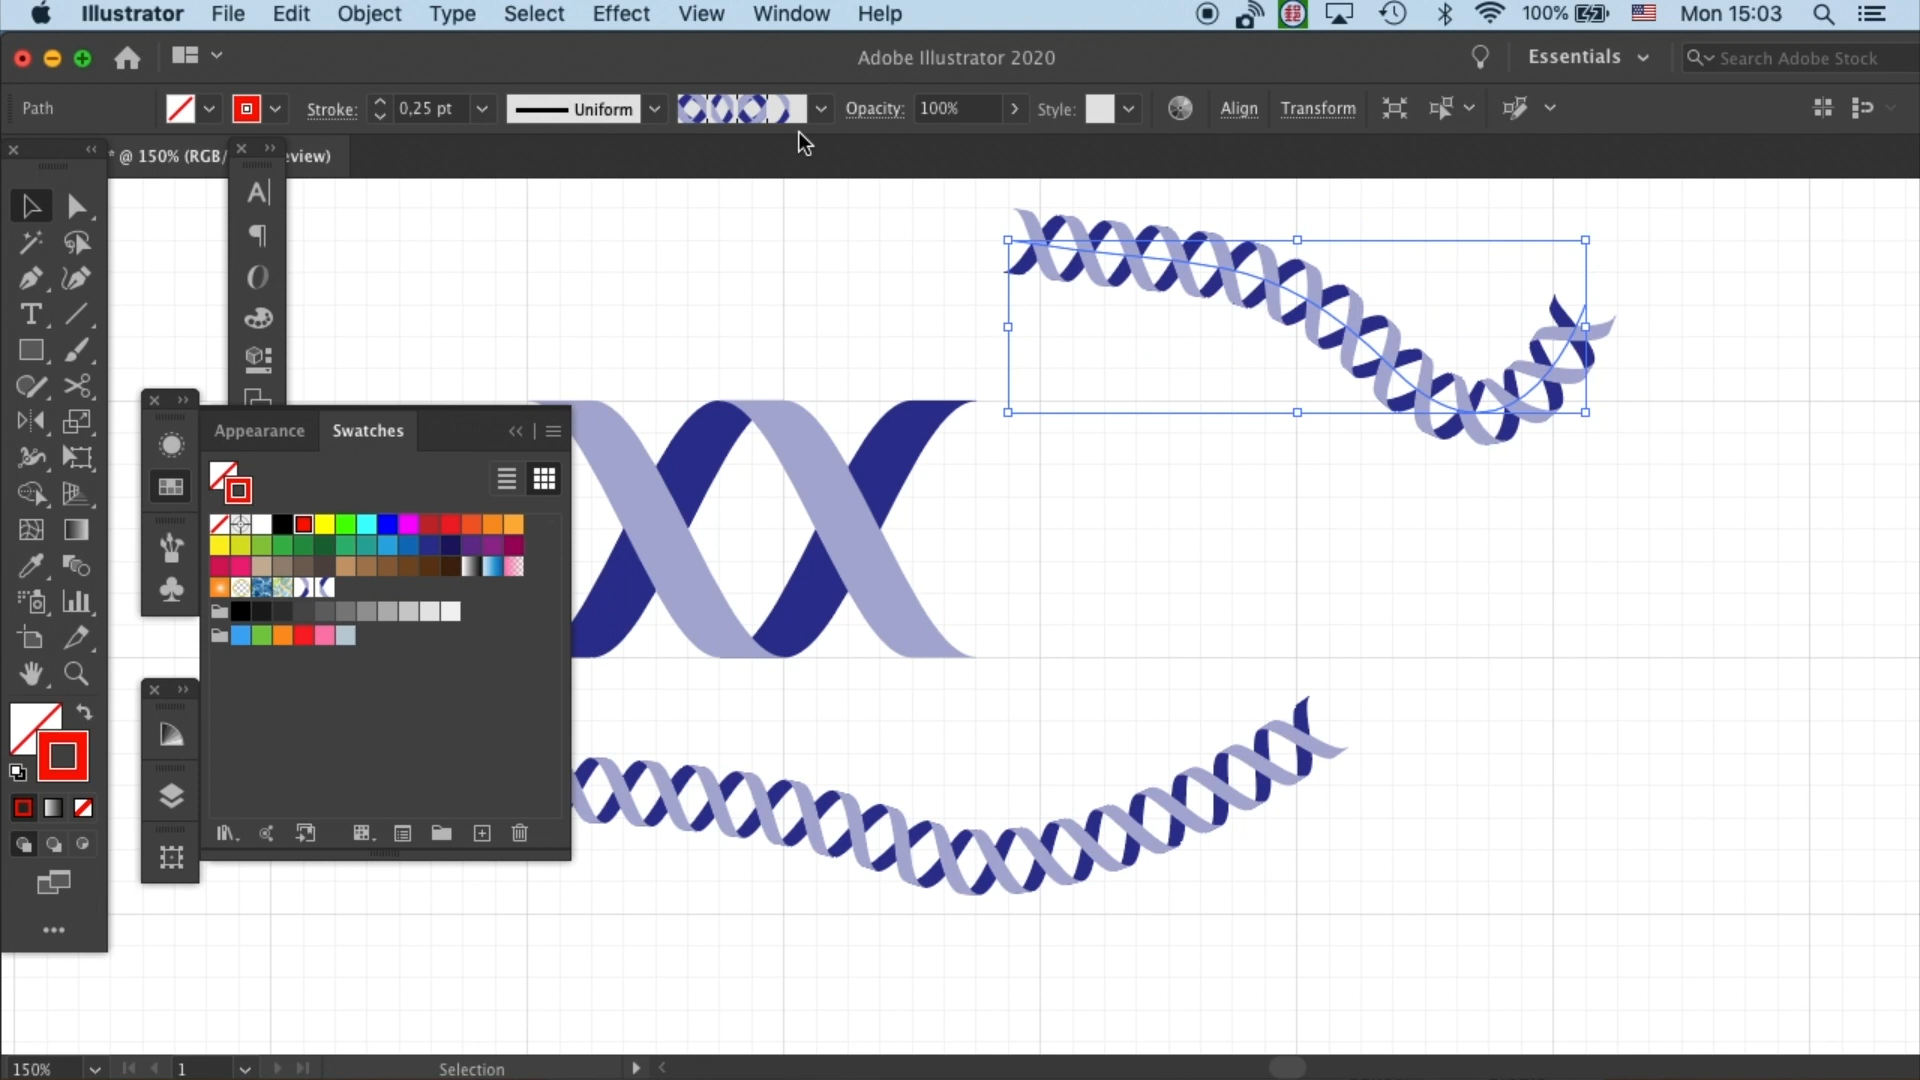 Illustrator File Edit Object Type Select Effect View Window Help 100% Mon 15:03
Adobe Illustrator 2020 Essentials Search Adobe Stock
Path Stroke: 0,25 pt Uniform Opacity: 100% Style: Align Transform
* @ 150% (RGB/ eview)
Appearance Swatches
150% 1 Selection